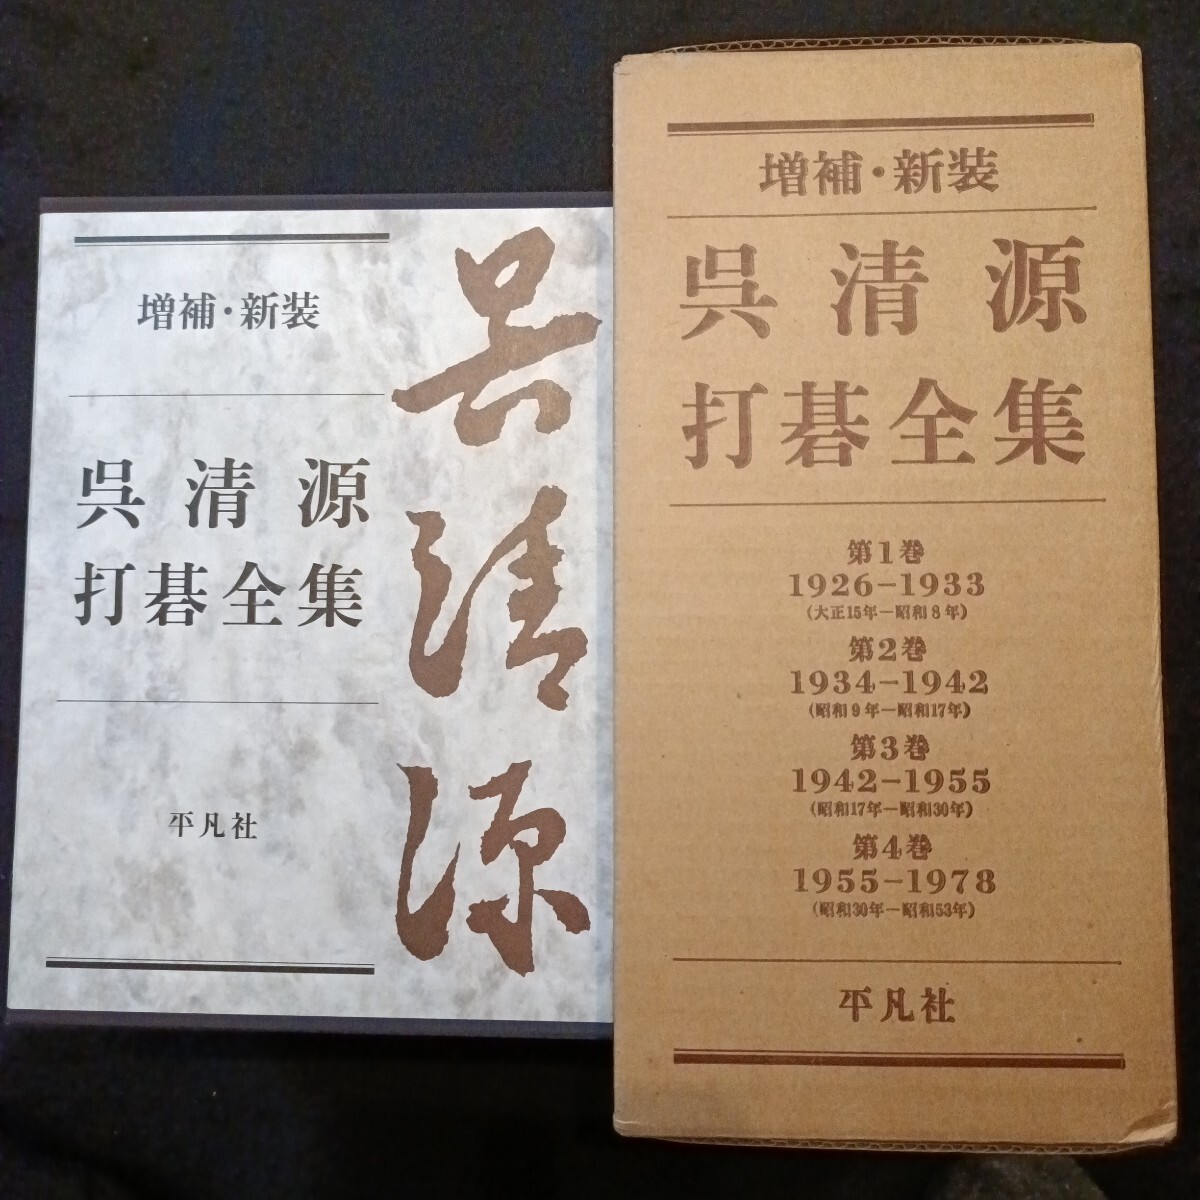 増補・新装
呉清源
打碁全集
平凡社
呉清源
増補・新装
呉清源
打碁全集
第1巻
1926-1933
(大正15年-昭和8年)
第2巻
1934-1942
(昭和9年-昭和17年)
第3巻
1942-1955
(昭和17年-昭和30年)
第4巻
1955-1978
(昭和30年-昭和53年)
平凡社